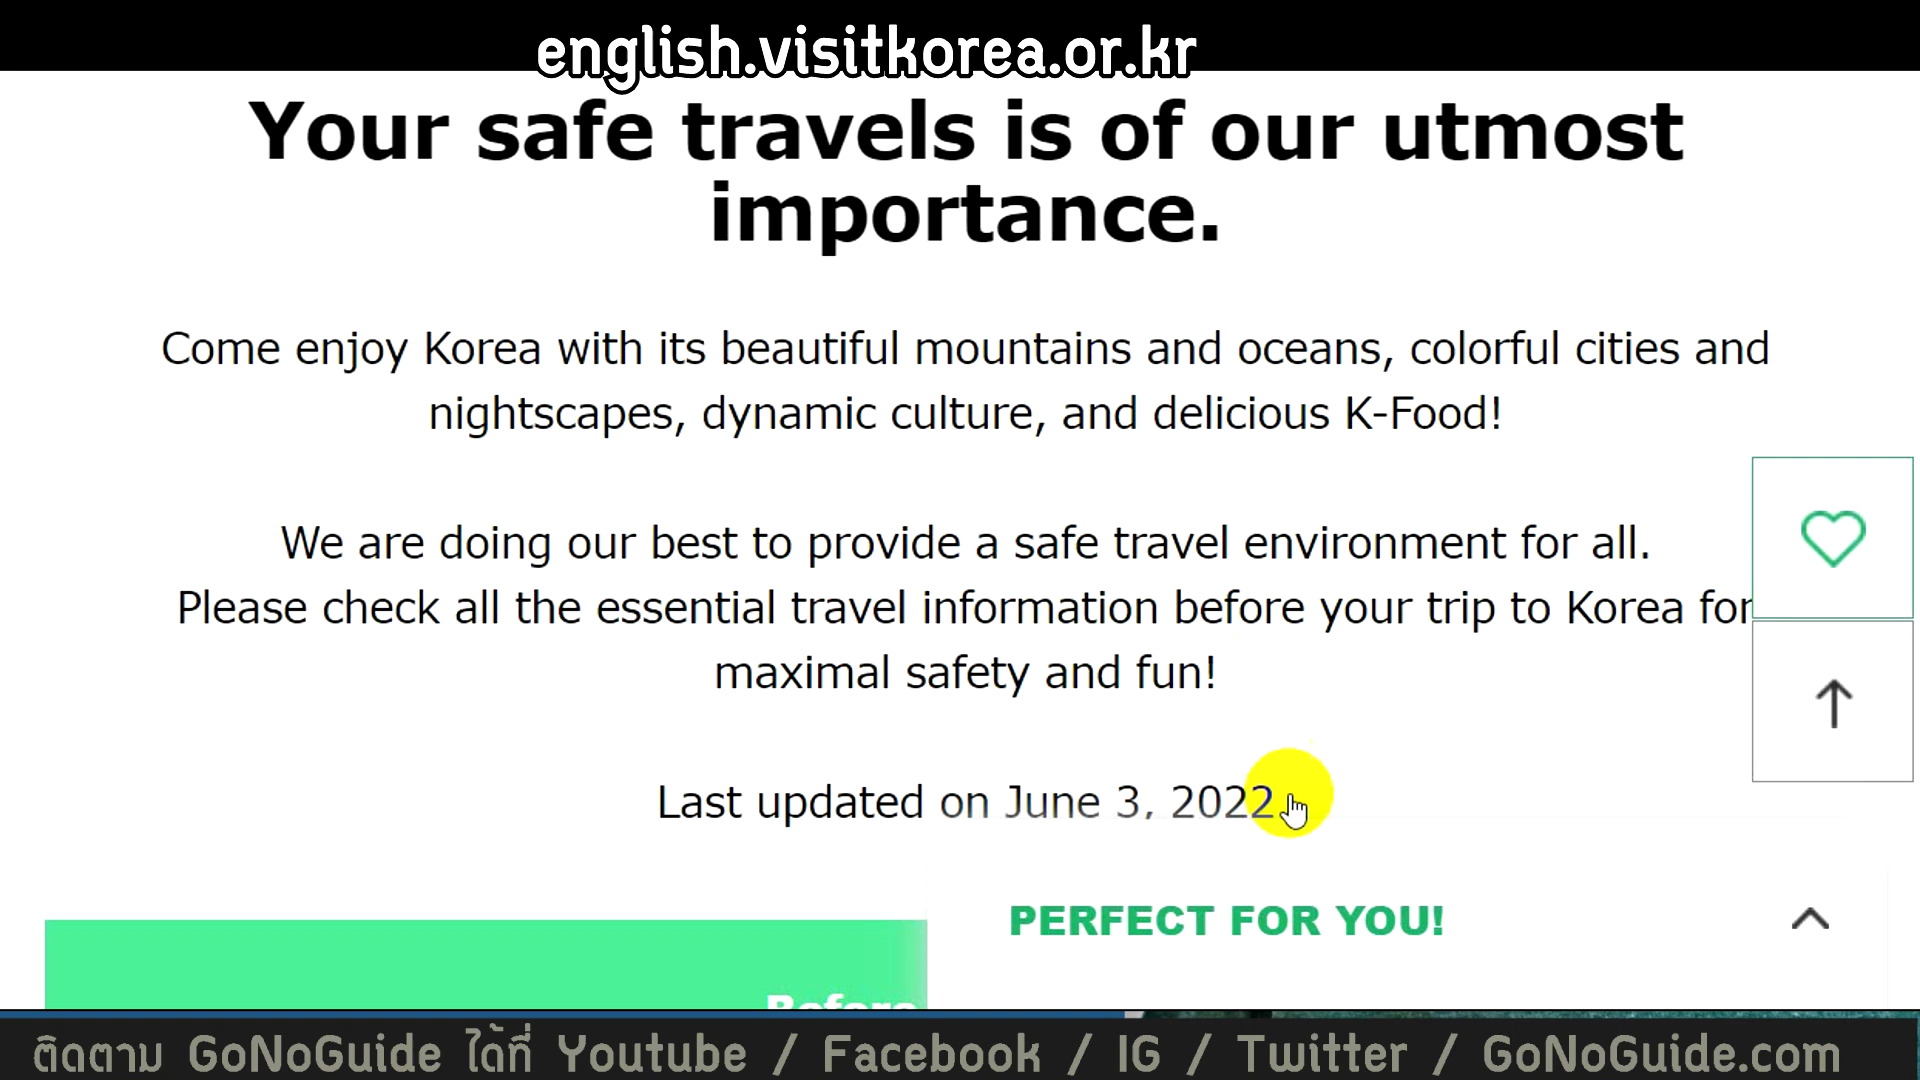 english.visitkorea.or.kr
Your safe travels is of our utmost
importance.
Come enjoy Korea with its beautiful mountains and oceans, colorful cities and
nightscapes, dynamic culture, and delicious K-Food!
We are doing our best to provide a safe travel environment for all.
Please check all the essential travel information before your trip to Korea for
maximal safety and fun!
Last updated on June 3, 2022
PERFECT FOR YOU!
Before
ติดตาม GoNoGuide ได้ที่ Youtube / Facebook / IG / Twitter / GoNoGuide.com